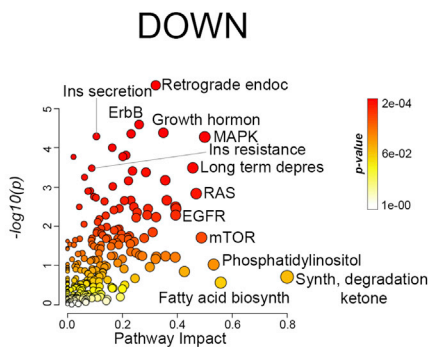 DOWN
Retrograde endoc
Ins secretion
ErbB
Growth hormon
MAPK
Ins resistance
Long term depres
RAS
EGFR
mTOR
Phosphatidylinositol
Synth, degradation
ketone
Fatty acid biosynth
-log10(p)
5
4
3
2
1
0
0.0 0.2 0.4 0.6 0.8
Pathway Impact
p-value
2e-04
6e-02
1e-00